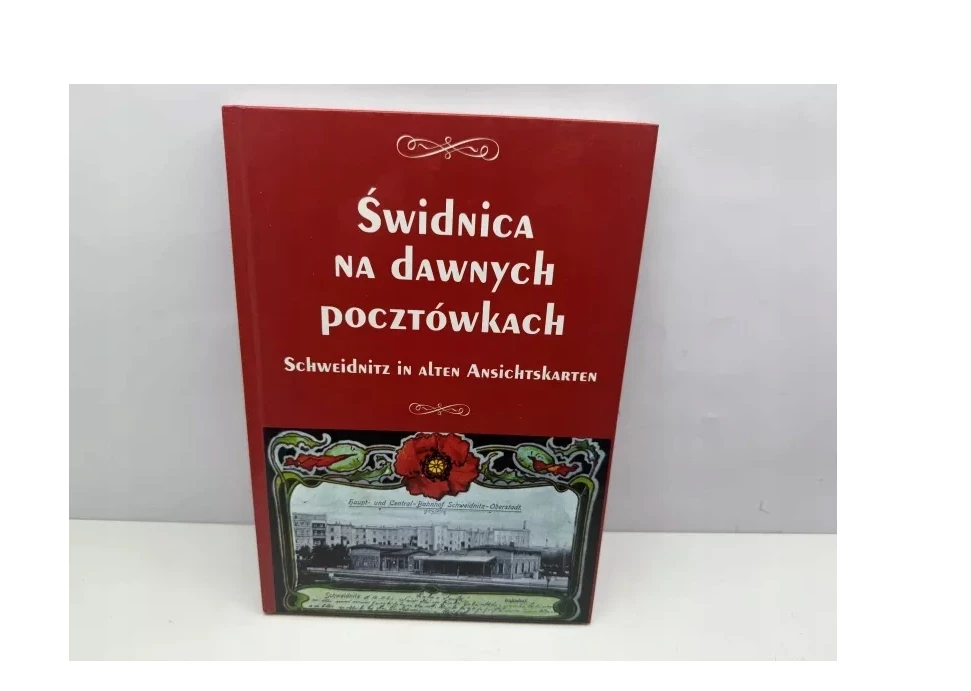 Świdnica
na dawnych
pocztówkach
Schweidnitz in alten Ansichtskarten
Haupt- und Central-Bahnhof Schweidnitz-Oberstadt
Schweidnitz